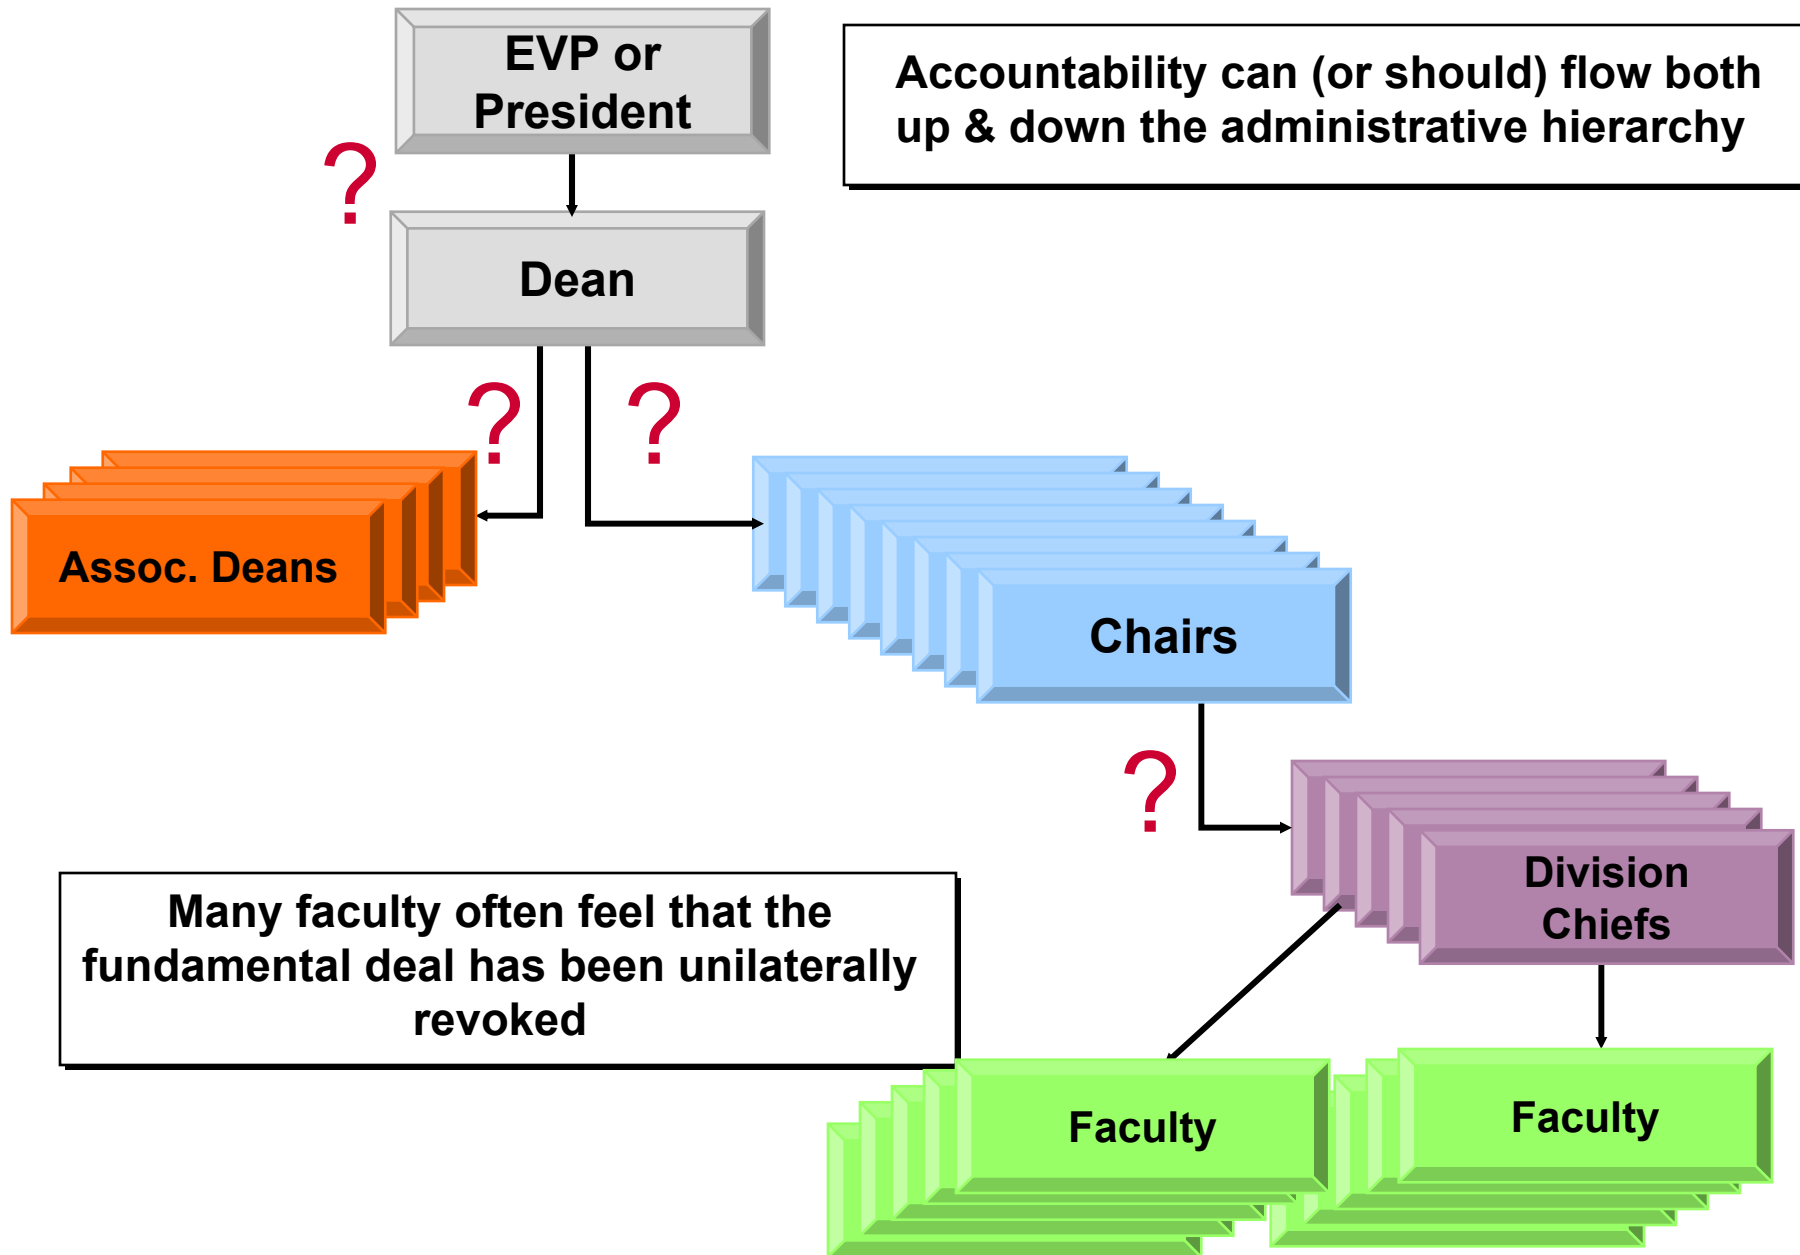 EVP or
President
Accountability can (or should) flow both
up & down the administrative hierarchy
?
Dean
?
?
Assoc. Deans
Chairs
?
Division
Chiefs
Many faculty often feel that the
fundamental deal has been unilaterally
revoked
Faculty
Faculty